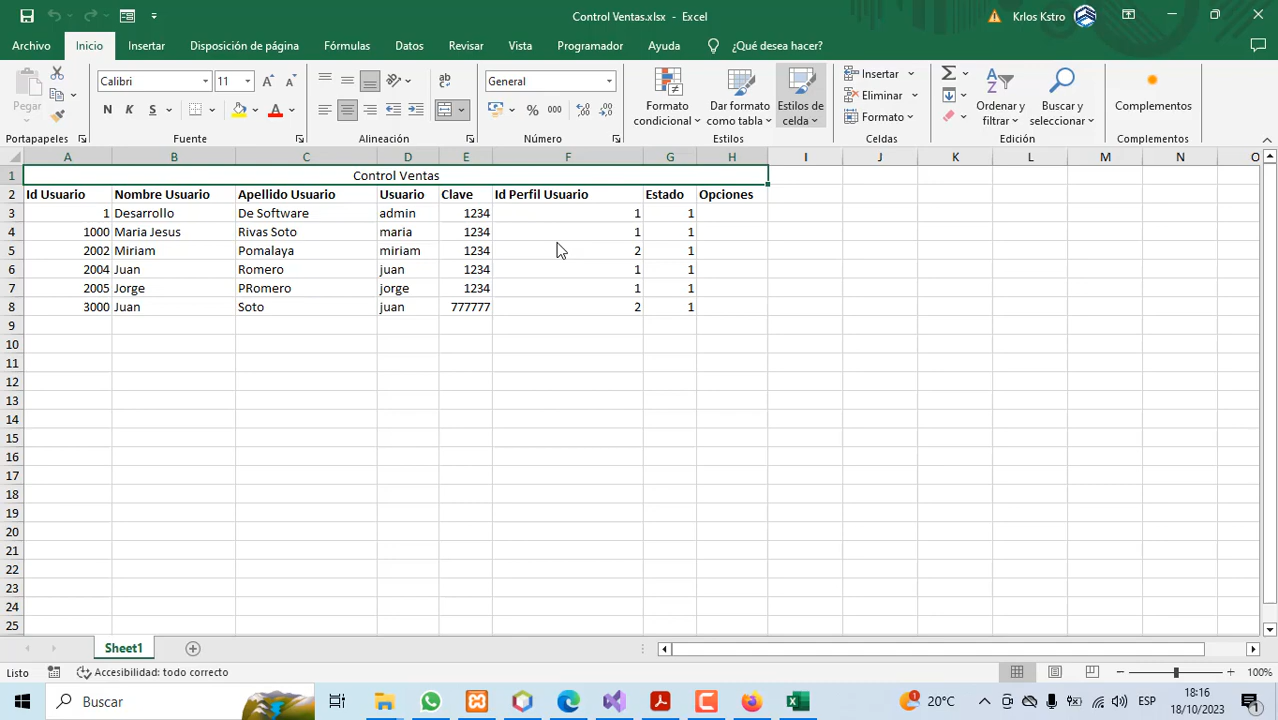 Control Ventas.xlsx - Excel
Krlos Kstro
Archivo Inicio Insertar Disposición de página Fórmulas Datos Revisar Vista Programador Ayuda ¿Qué desea hacer?
Pegar
Calibri 11
N K S
A A
ab
General
% 000
Formato condicional
Dar formato como tabla
Estilos de celda
Insertar
Eliminar
Formato
Ordenar y filtrar
Buscar y seleccionar
Complementos
Portapapeles Fuente Alineación Número Estilos Celdas Edición Complementos
A B C D E F G H I J K L M N O
1 Control Ventas
2 Id Usuario Nombre Usuario Apellido Usuario Usuario Clave Id Perfil Usuario Estado Opciones
3 1 Desarrollo De Software admin 1234 1 1
4 1000 Maria Jesus Rivas Soto maria 1234 1 1
5 2002 Miriam Pomalaya miriam 1234 2 1
6 2004 Juan Romero juan 1234 1 1
7 2005 Jorge PRomero jorge 1234 1 1
8 3000 Juan Soto juan 777777 2 1
9
10
11
12
13
14
15
16
17
18
19
20
21
22
23
24
25
Sheet1
Listo Accesibilidad: todo correcto 100%
Buscar
20°C
ESP
18:16
18/10/2023